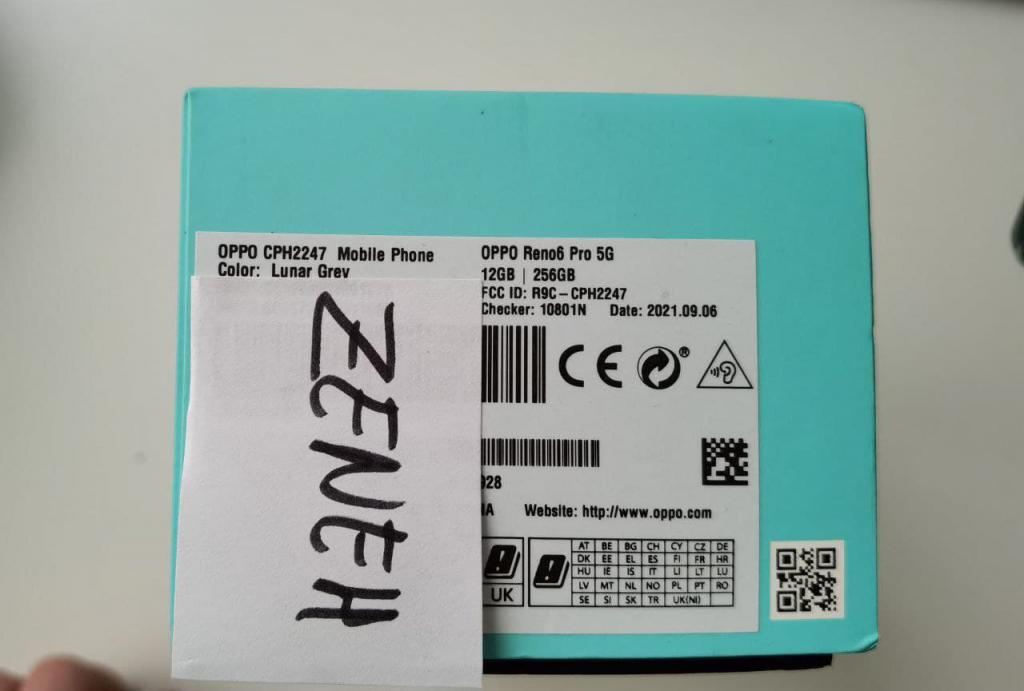 OPPO CPH2247 Mobile Phone
Color: Lunar Grey
OPPO Reno6 Pro 5G
12GB | 256GB
FCC ID: R9C-CPH2247
Checker: 10801N Date: 2021.09.06
CE
®
928
IA Website: http://www.oppo.com
UK
AT BE BG CH CY CZ DE
DK EE EL ES FI FR HR
HU IE IS IT LI LT LU
LV MT NL NO PL PT RO
SE SI SK TR UK(NI)
ZENEH